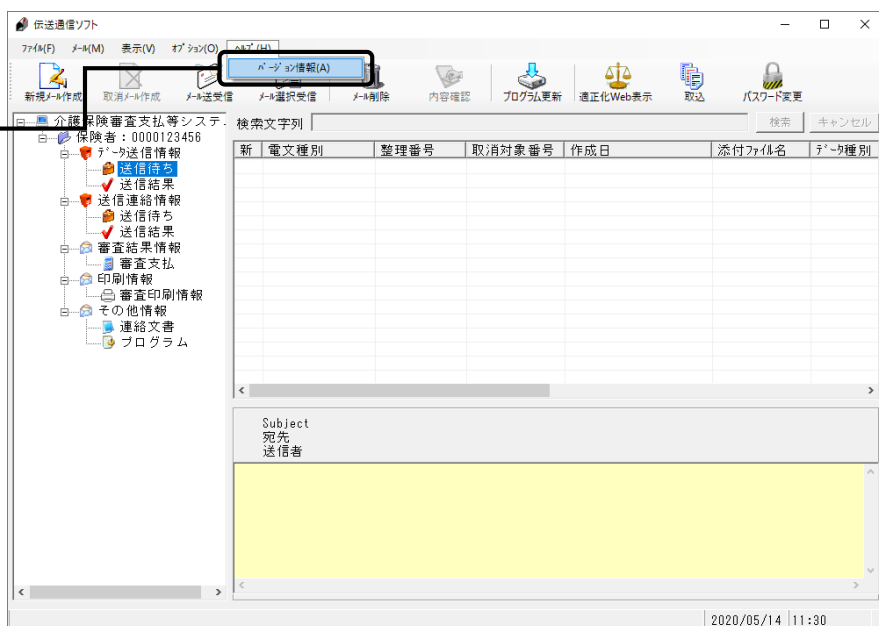 伝送通信ソフト
ﾌｧｲﾙ(F) ﾒｰﾙ(M) 表示(V) ｵﾌﾟｼｮﾝ(O) ﾍﾙﾌﾟ(H)
ﾊﾞｰｼﾞｮﾝ情報(A)
新規ﾒｰﾙ作成 取消ﾒｰﾙ作成 ﾒｰﾙ送受信 ﾒｰﾙ選択受信 ﾒｰﾙ削除 内容確認 ﾌﾟﾛｸﾞﾗﾑ更新 適正化Web表示 取込 ﾊﾟｽﾜｰﾄﾞ変更
介護保険審査支払等システ
検索文字列 検索 キャンセル
保険者：0000123456
新 電文種別 整理番号 取消対象番号 作成日 添付ﾌｧｲﾙ名 ﾃﾞｰﾀ種別
ﾃﾞｰﾀ送信情報
送信待ち
送信結果
送信連絡情報
送信待ち
送信結果
審査結果情報
審査支払
印刷情報
審査印刷情報
その他情報
連絡文書
プログラム
Subject
宛先
送信者
2020/05/14 11:30